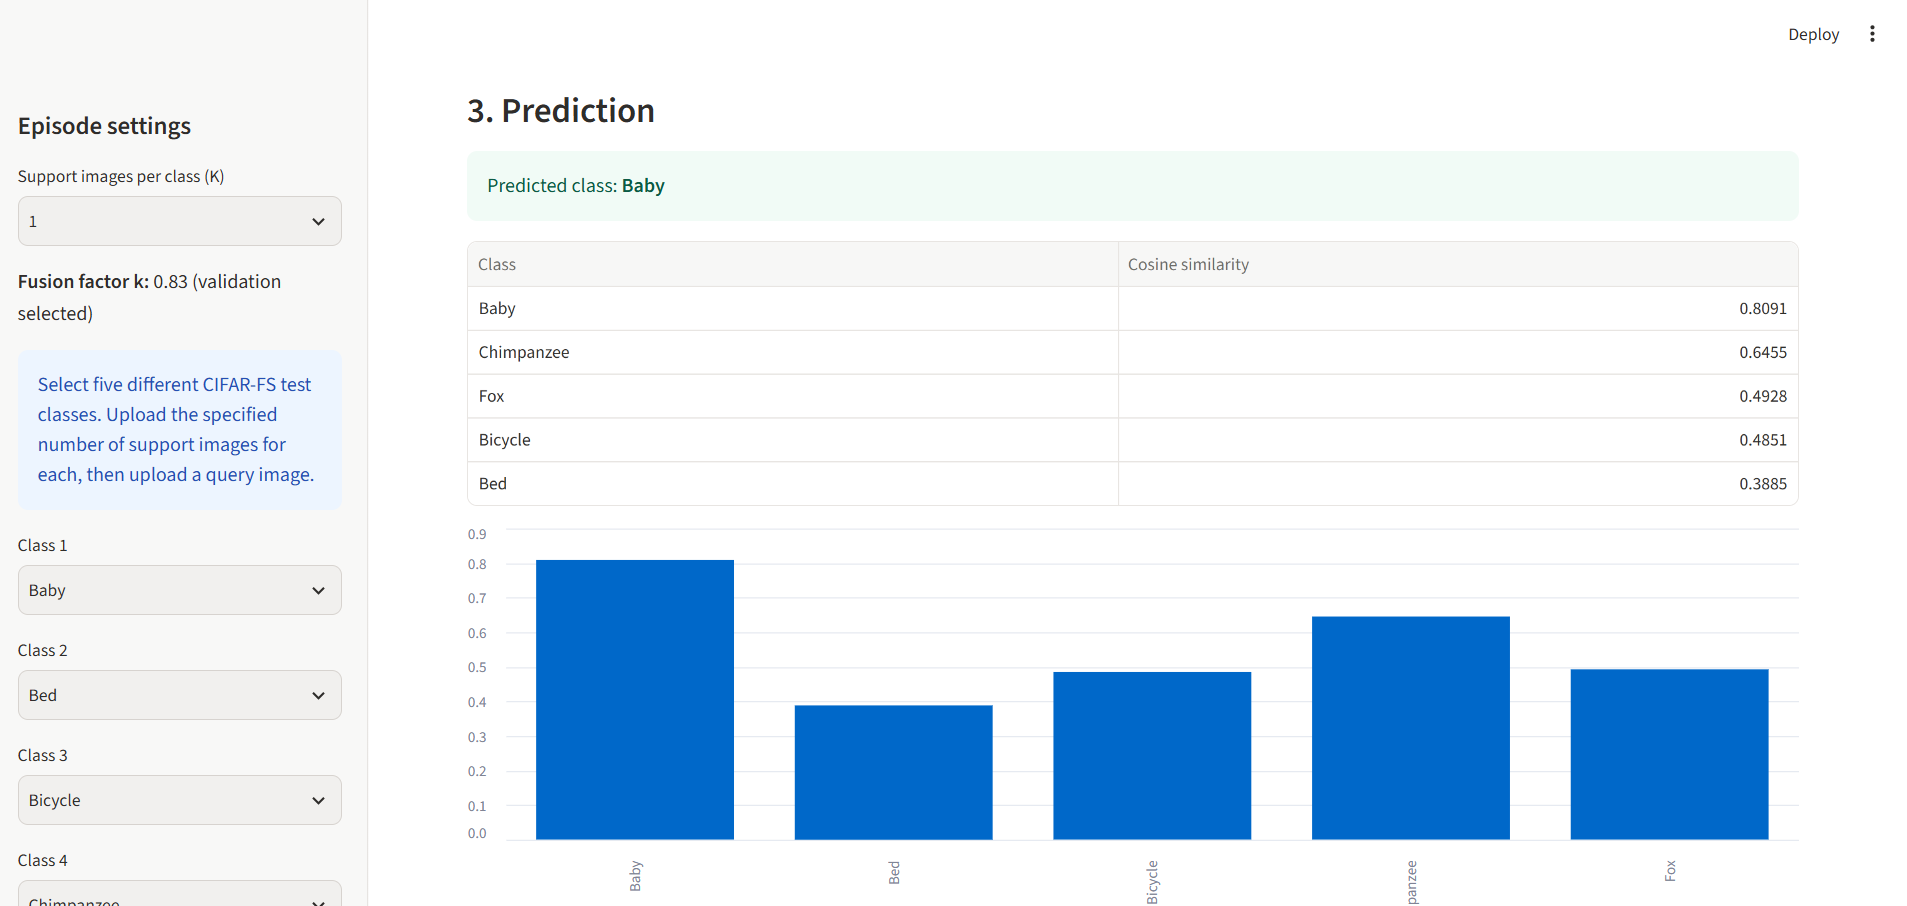 Deploy
Episode settings
Support images per class (K)
1
Fusion factor k: 0.83 (validation
selected)
Select five different CIFAR-FS test
classes. Upload the specified
number of support images for
each, then upload a query image.
Class 1
Baby
Class 2
Bed
Class 3
Bicycle
Class 4
Chimpanzee
3. Prediction
Predicted class: Baby
Class Cosine similarity
Baby 0.8091
Chimpanzee 0.6455
Fox 0.4928
Bicycle 0.4851
Bed 0.3885
0.9
0.8
0.7
0.6
0.5
0.4
0.3
0.2
0.1
0.0
Baby
Bed
Bicycle
panzee
Fox